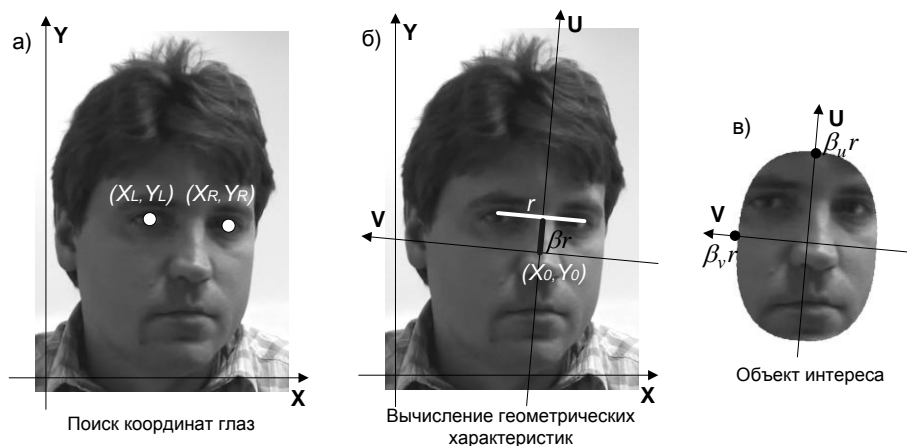 а)
Y
(XL,YL)
(XR,YR)
X
Поиск координат глаз
б)
Y
U
V
r
βr
(X0,Y0)
X
Вычисление геометрических
характеристик
в)
U
βur
V
βvr
Объект интереса